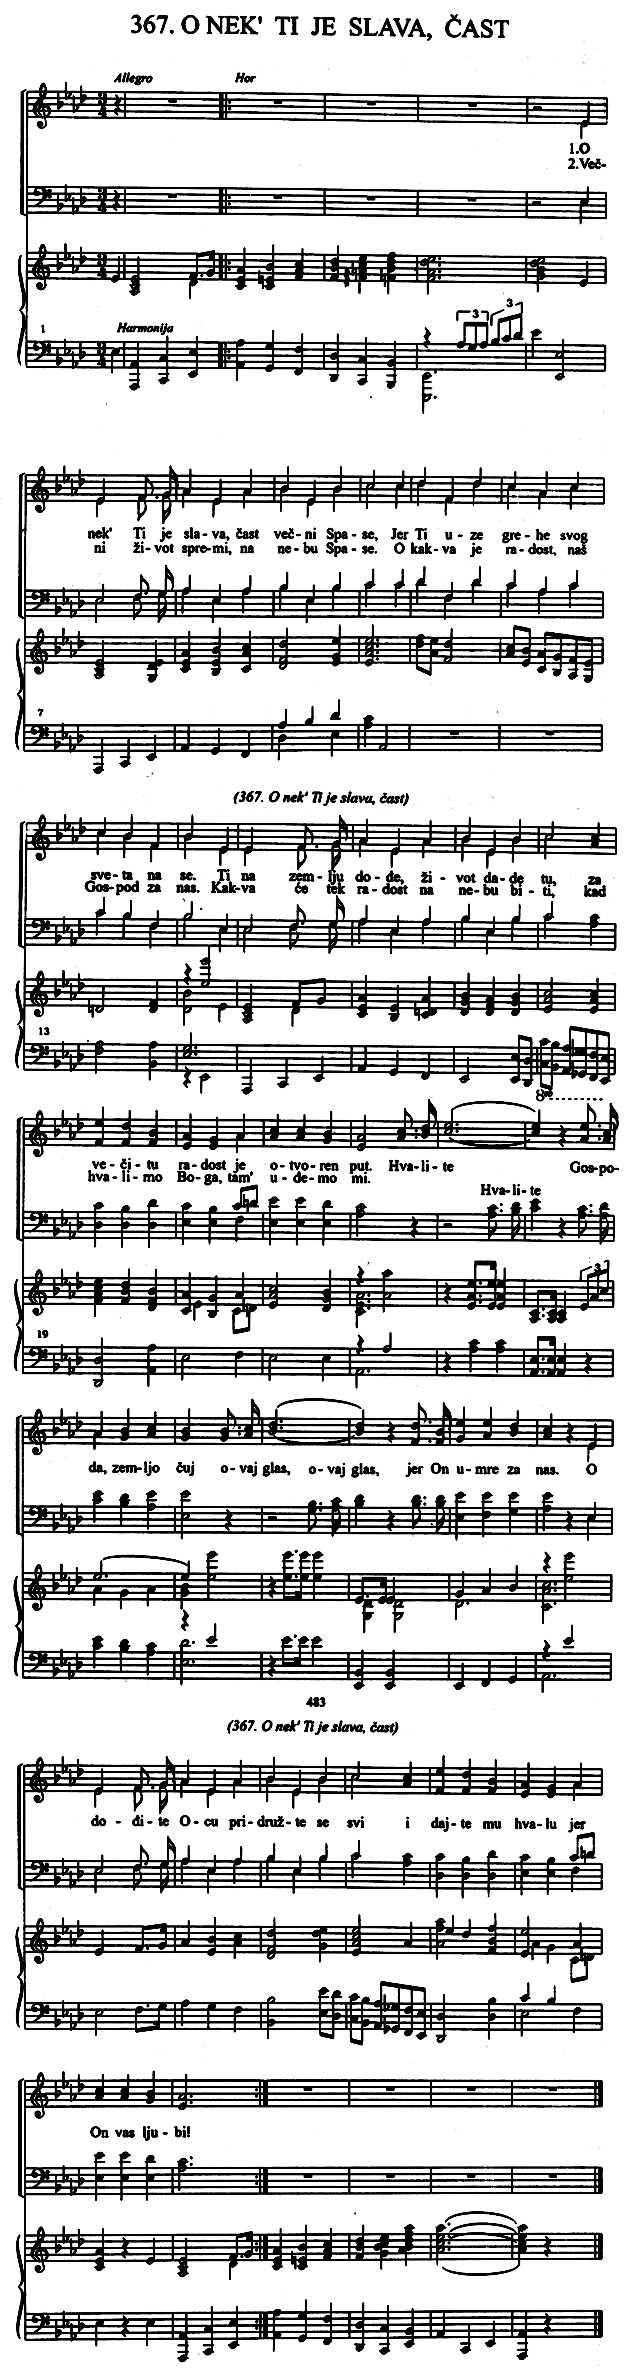 367. O NEK' TI JE SLAVA, ČAST
Allegro Hor
1.O
2.Več-
1 Harmonija
nek' Ti je sla - va, čast več - ni Spa - se, Jer Ti u - ze gre - he svog
ni ži - vot spre - mi, na ne - bu Spa - se. O kak - va je ra - dost, naš
7
(367. O nek' Ti je slava, čast)
sve - ta na se. Ti na zem - lju do - đe, ži - vot da - de tu, za
Gos - pod za nas. Kak - va će tek ra - dost na ne - bu bi - ti, kad
13
8va
ve - či - tu ra - dost je o - tvo - ren put. Hva - li - te Gos - po -
hva - li - mo Bo - ga, tam' u - đe - mo mi.
Hva - li - te
19
da, zem - ljo čuj o - vaj glas, o - vaj glas, jer On u - mre za nas. O
483
(367. O nek' Ti je slava, čast)
do - đi - te O - cu pri - druž - te se svi i daj - te mu hva - lu jer
On vas lju - bi!